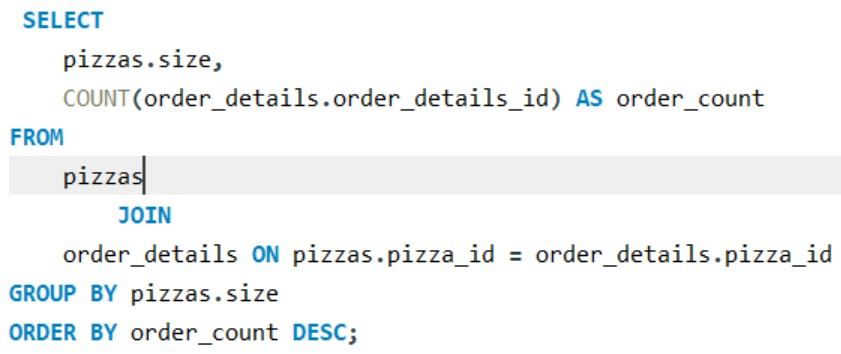 SELECT
pizzas.size,
COUNT(order_details.order_details_id) AS order_count
FROM
pizzas
JOIN
order_details ON pizzas.pizza_id = order_details.pizza_id
GROUP BY pizzas.size
ORDER BY order_count DESC;